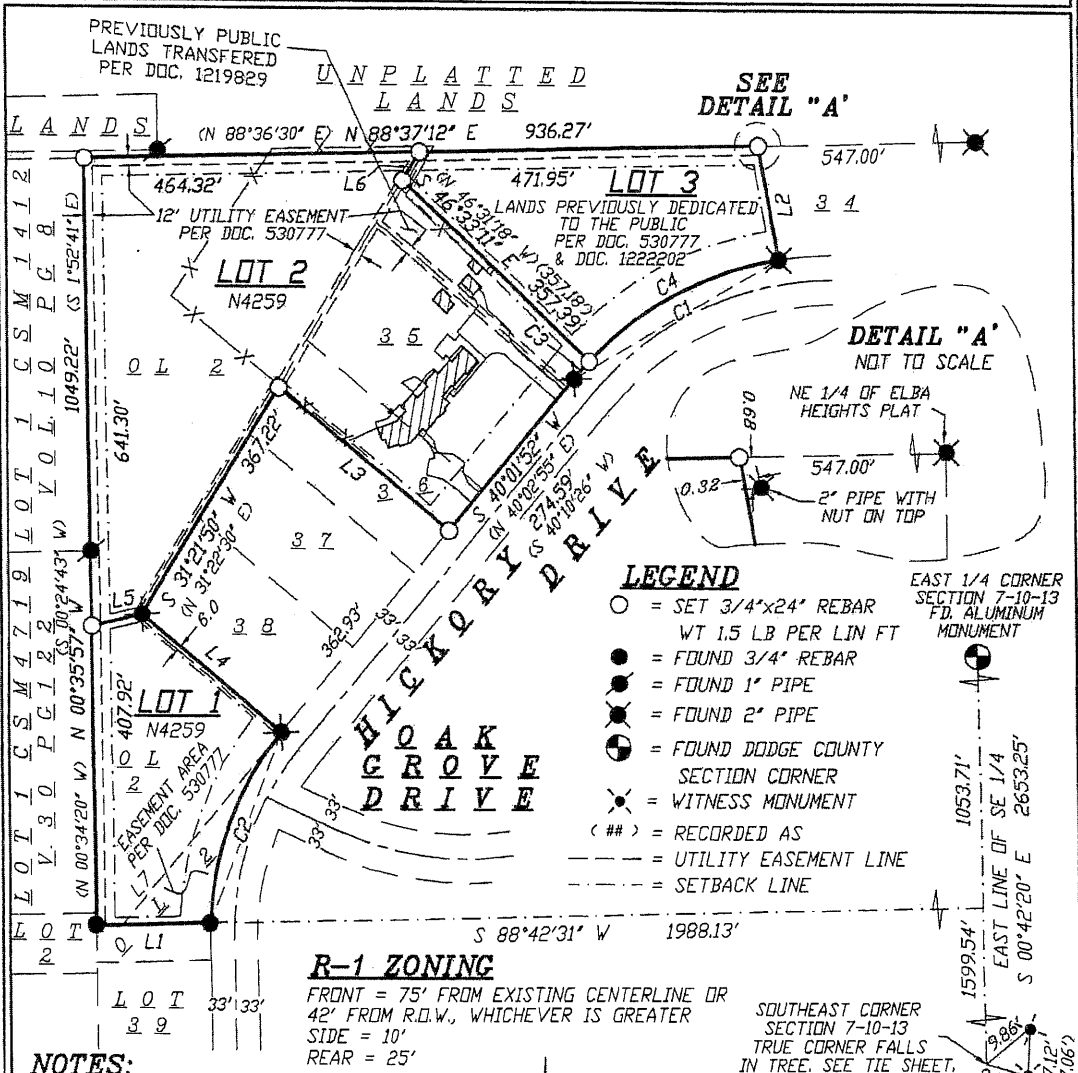 PREVIOUSLY PUBLIC
LANDS TRANSFERED
PER DOC. 1219829
UNPLATTED
LANDS
LANDS
SEE
DETAIL "A"
(N 88°36'30" E) N 88°37'12" E 936.27'
547.00'
464.32'
L6
471.95'
LOT 3
LANDS PREVIOUSLY DEDICATED
TO THE PUBLIC
PER DOC. 530777
& DOC. 1222202
L2
34
12' UTILITY EASEMENT
PER DOC. 530777
(N 46°31'18" W) (357.18')
S 46°33'11" E 357.39'
C4
C1
C3
LOT 2
N4259
OL 2
35
LOT 1 CSM 1412
VOL 10 PG 8
1049.22' (S 1°52'41" E)
641.30'
DETAIL "A"
NOT TO SCALE
NE 1/4 OF ELBA
HEIGHTS PLAT
0.68
547.00'
0.32
2" PIPE WITH
NUT ON TOP
S 31°21'50" W 367.22'
(N 31°22'30" E)
L3
36
S 40°01'52" W
(N 40°02'55" E)
274.59'
(S 40°10'26" W)
37
38
L5
6.0
L4
362.93'
33' 33'
HICKORY DRIVE
LEGEND
= SET 3/4"x24" REBAR
WT 1.5 LB PER LIN FT
= FOUND 3/4" REBAR
= FOUND 1" PIPE
= FOUND 2" PIPE
= FOUND DODGE COUNTY
SECTION CORNER
= WITNESS MONUMENT
( ## ) = RECORDED AS
= UTILITY EASEMENT LINE
= SETBACK LINE
EAST 1/4 CORNER
SECTION 7-10-13
FD. ALUMINUM
MONUMENT
1053.71'
EAST LINE OF SE 1/4
S 00°42'20" E 2653.25'
1599.54'
LOT 1 CSM 4719
V30 PG122
(S 00°24'43" W)
(N 00°34'20" W) N 00°35'57" W
407.92'
LOT 1
N4259
OL
2
EASEMENT AREA
PER DOC. 530777
L7
OL 2
C2
OAK
GROVE
DRIVE
33' 33'
LOT
2
L1
S 88°42'31" W 1988.13'
LOT
39
33' 33'
R-1 ZONING
FRONT = 75' FROM EXISTING CENTERLINE OR
42' FROM R.O.W., WHICHEVER IS GREATER
SIDE = 10'
REAR = 25'
SOUTHEAST CORNER
SECTION 7-10-13
TRUE CORNER FALLS
IN TREE. SEE TIE SHEET.
9.86'
NOTES: